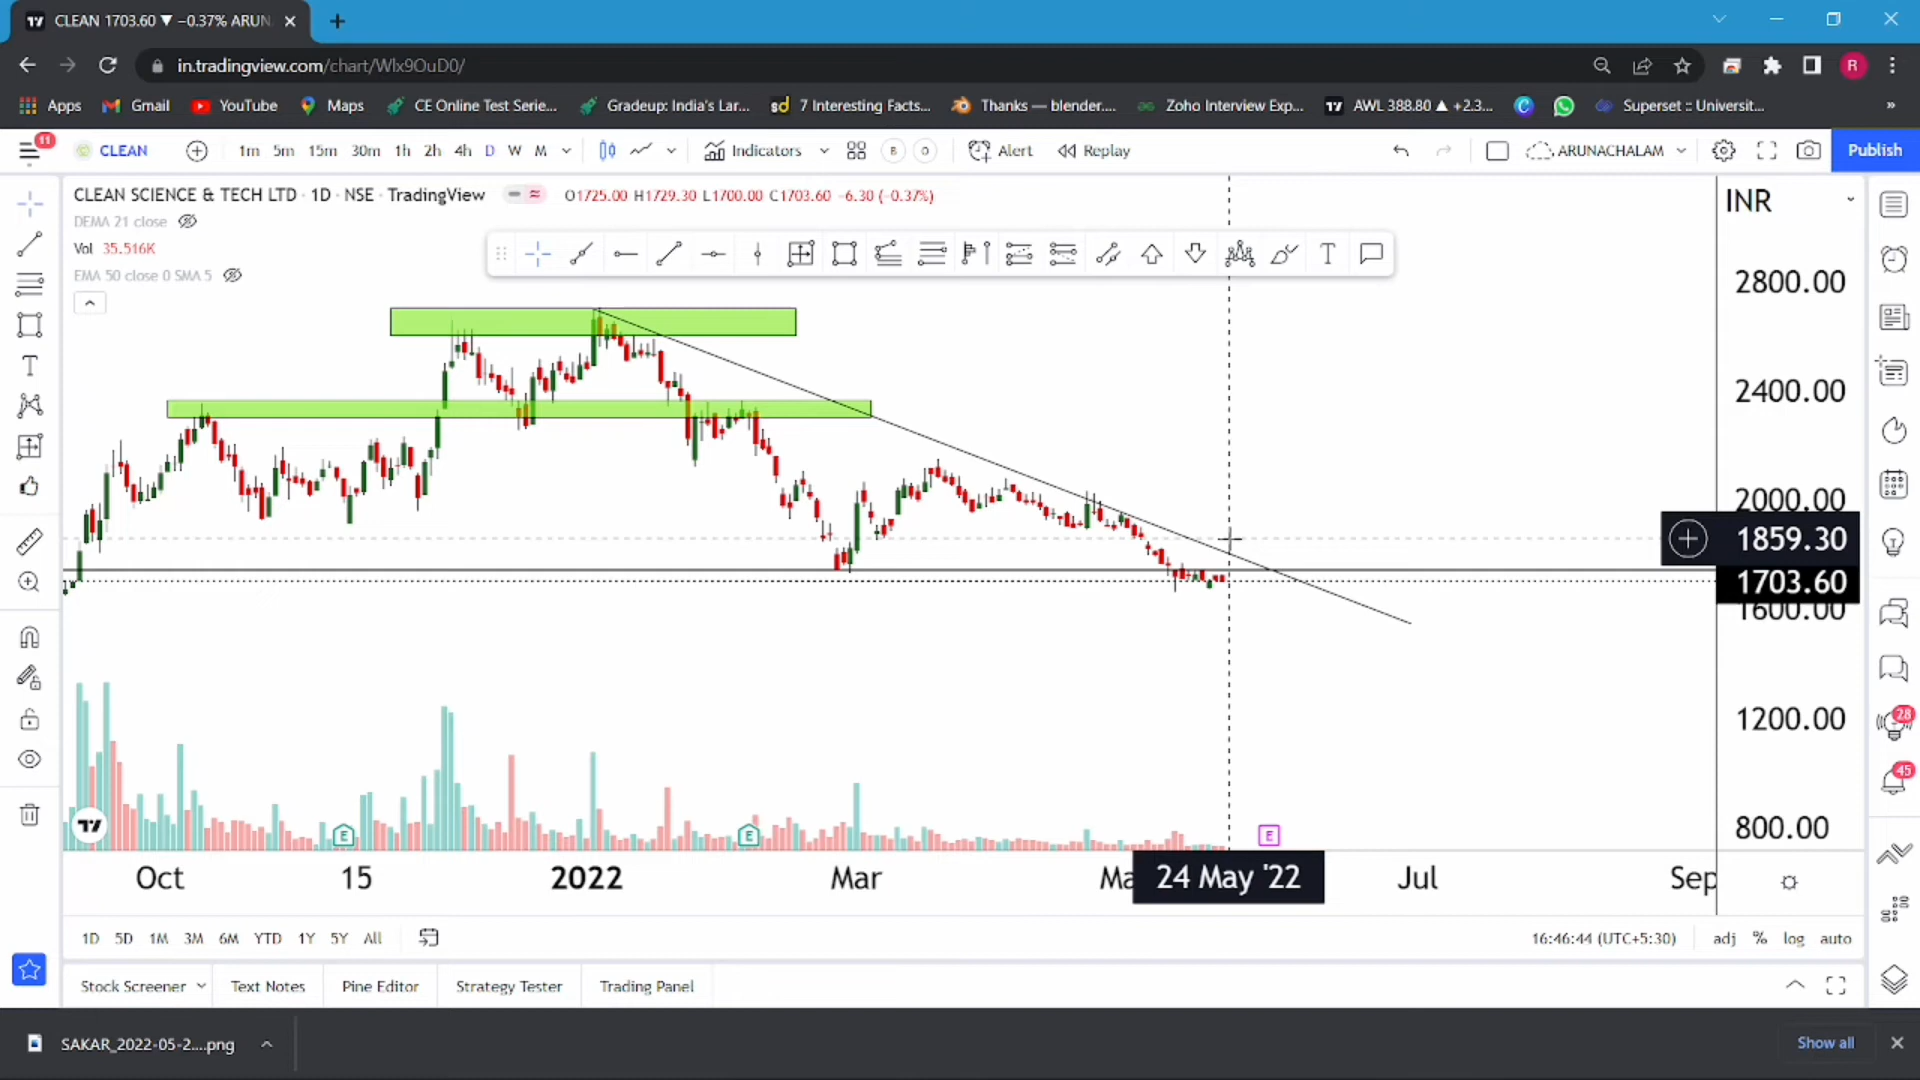 CLEAN 1703.60 ▼ −0.37% ARUN
in.tradingview.com/chart/Wlx9OuD0/
R
Apps Gmail YouTube Maps CE Online Test Serie... Gradeup: India's Lar... sd 7 Interesting Facts... Thanks — blender.... Zoho Interview Exp... AWL 388.80 ▲ +2.3... Superset :: Universit... »
11 CLEAN 1m 5m 15m 30m 1h 2h 4h D W M Indicators B O Alert Replay ARUNACHALAM Publish
CLEAN SCIENCE & TECH LTD · 1D · NSE · TradingView O1725.00 H1729.30 L1700.00 C1703.60 −6.30 (−0.37%)
INR
DEMA 21 close
Vol 35.516K
EMA 50 close 0 SMA 5
T
2800.00
T
2400.00
2000.00
1859.30
1703.60
1600.00
1200.00
28
45
800.00
E E E
Oct 15 2022 Mar Ma 24 May '22 Jul Sep
1D 5D 1M 3M 6M YTD 1Y 5Y All 16:46:44 (UTC+5:30) adj % log auto
Stock Screener Text Notes Pine Editor Strategy Tester Trading Panel
SAKAR_2022-05-2....png Show all